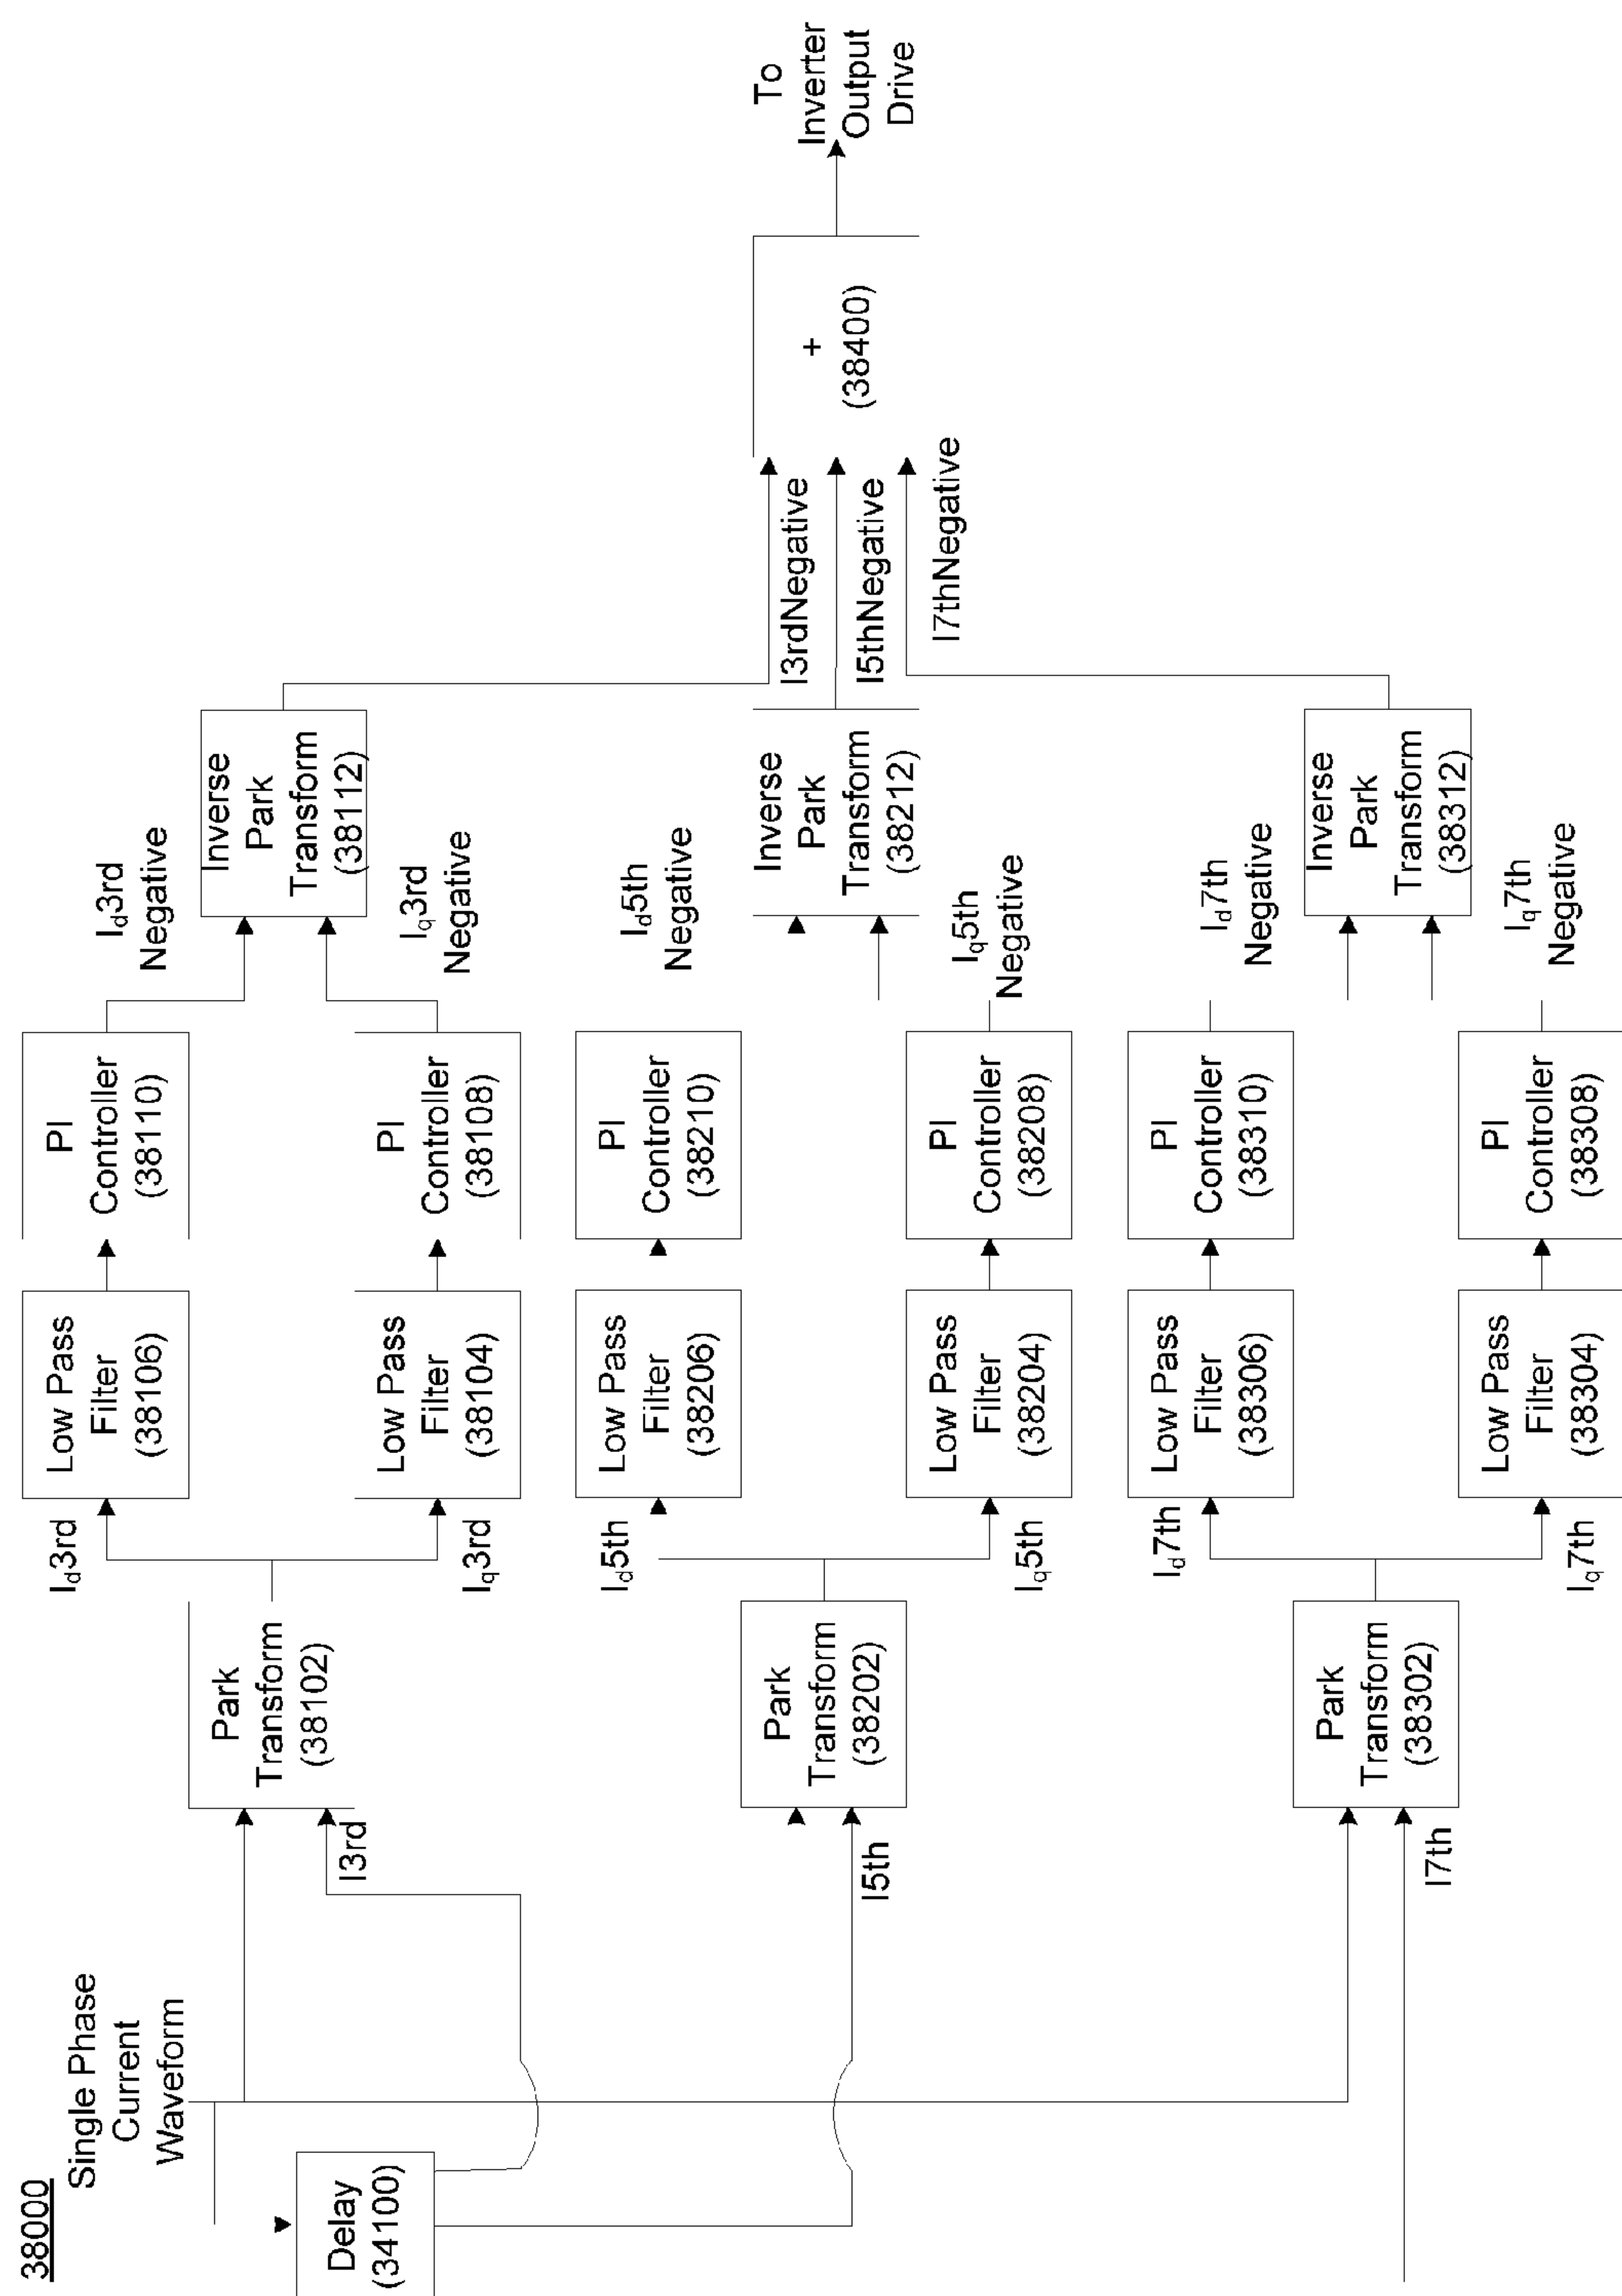 38000
Single Phase
Current
Waveform
Delay
(34100)
I3rd
I5th
I7th
Park
Transform
(38102)
Park
Transform
(38202)
Park
Transform
(38302)
Id3rd
Iq3rd
Id5th
Iq5th
Id7th
Iq7th
Low Pass
Filter
(38106)
Low Pass
Filter
(38104)
Low Pass
Filter
(38206)
Low Pass
Filter
(38204)
Low Pass
Filter
(38306)
Low Pass
Filter
(38304)
PI
Controller
(38110)
PI
Controller
(38108)
PI
Controller
(38210)
PI
Controller
(38208)
PI
Controller
(38310)
PI
Controller
(38308)
Id3rd
Negative
Iq3rd
Negative
Id5th
Negative
Iq5th
Negative
Id7th
Negative
Iq7th
Negative
Inverse
Park
Transform
(38112)
Inverse
Park
Transform
(38212)
Inverse
Park
Transform
(38312)
I3rdNegative
I5thNegative
I7thNegative
+
(38400)
To
Inverter
Output
Drive